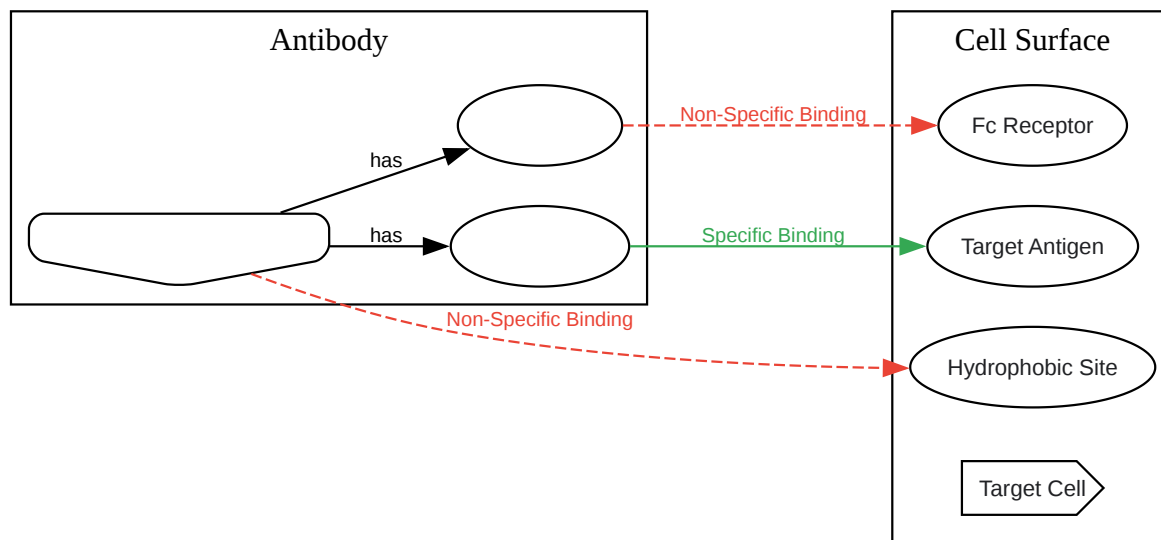 Antibody
Cell Surface
Non-Specific Binding
Fc Receptor
has
has
Specific Binding
Target Antigen
Non-Specific Binding
Hydrophobic Site
Target Cell